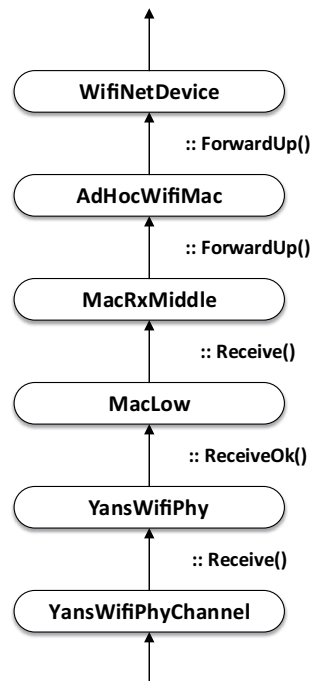 WifiNetDevice
:: ForwardUp()
AdHocWifiMac
:: ForwardUp()
MacRxMiddle
:: Receive()
MacLow
:: ReceiveOk()
YansWifiPhy
:: Receive()
YansWifiPhyChannel